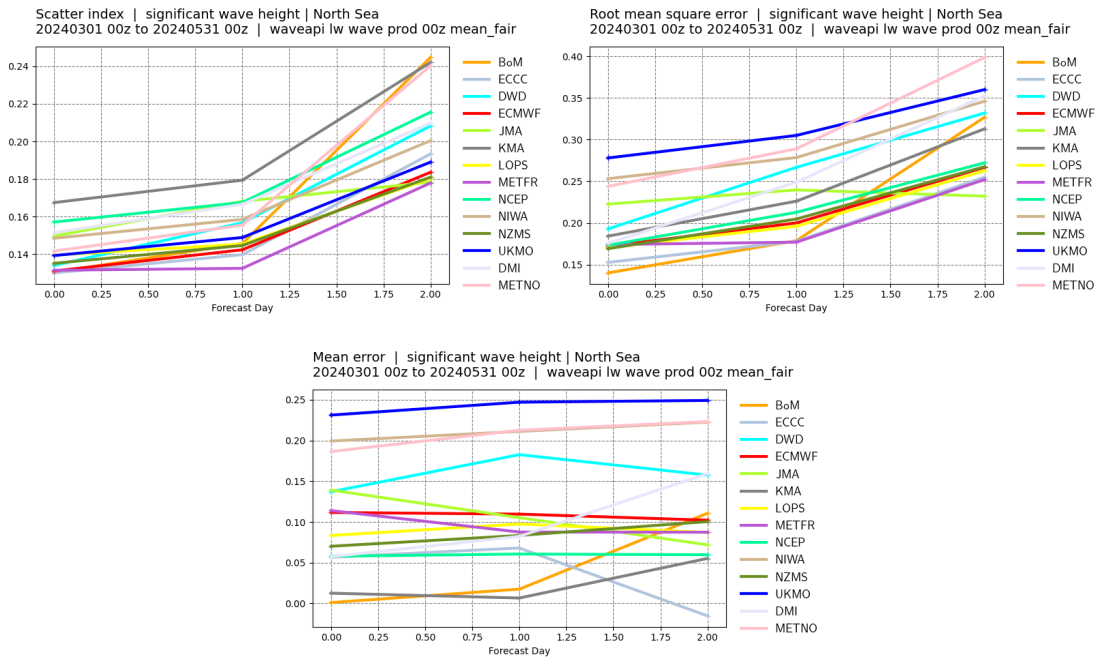 Scatter index | significant wave height | North Sea
20240301 00z to 20240531 00z | waveapi lw wave prod 00z mean_fair
0.24
0.22
0.20
0.18
0.16
0.14
0.00 0.25 0.50 0.75 1.00 1.25 1.50 1.75 2.00
Forecast Day
BoM
ECCC
DWD
ECMWF
JMA
KMA
LOPS
METFR
NCEP
NIWA
NZMS
UKMO
DMI
METNO
Root mean square error | significant wave height | North Sea
20240301 00z to 20240531 00z | waveapi lw wave prod 00z mean_fair
0.40
0.35
0.30
0.25
0.20
0.15
0.00 0.25 0.50 0.75 1.00 1.25 1.50 1.75 2.00
Forecast Day
BoM
ECCC
DWD
ECMWF
JMA
KMA
LOPS
METFR
NCEP
NIWA
NZMS
UKMO
DMI
METNO
Mean error | significant wave height | North Sea
20240301 00z to 20240531 00z | waveapi lw wave prod 00z mean_fair
0.25
0.20
0.15
0.10
0.05
0.00
0.00 0.25 0.50 0.75 1.00 1.25 1.50 1.75 2.00
Forecast Day
BoM
ECCC
DWD
ECMWF
JMA
KMA
LOPS
METFR
NCEP
NIWA
NZMS
UKMO
DMI
METNO